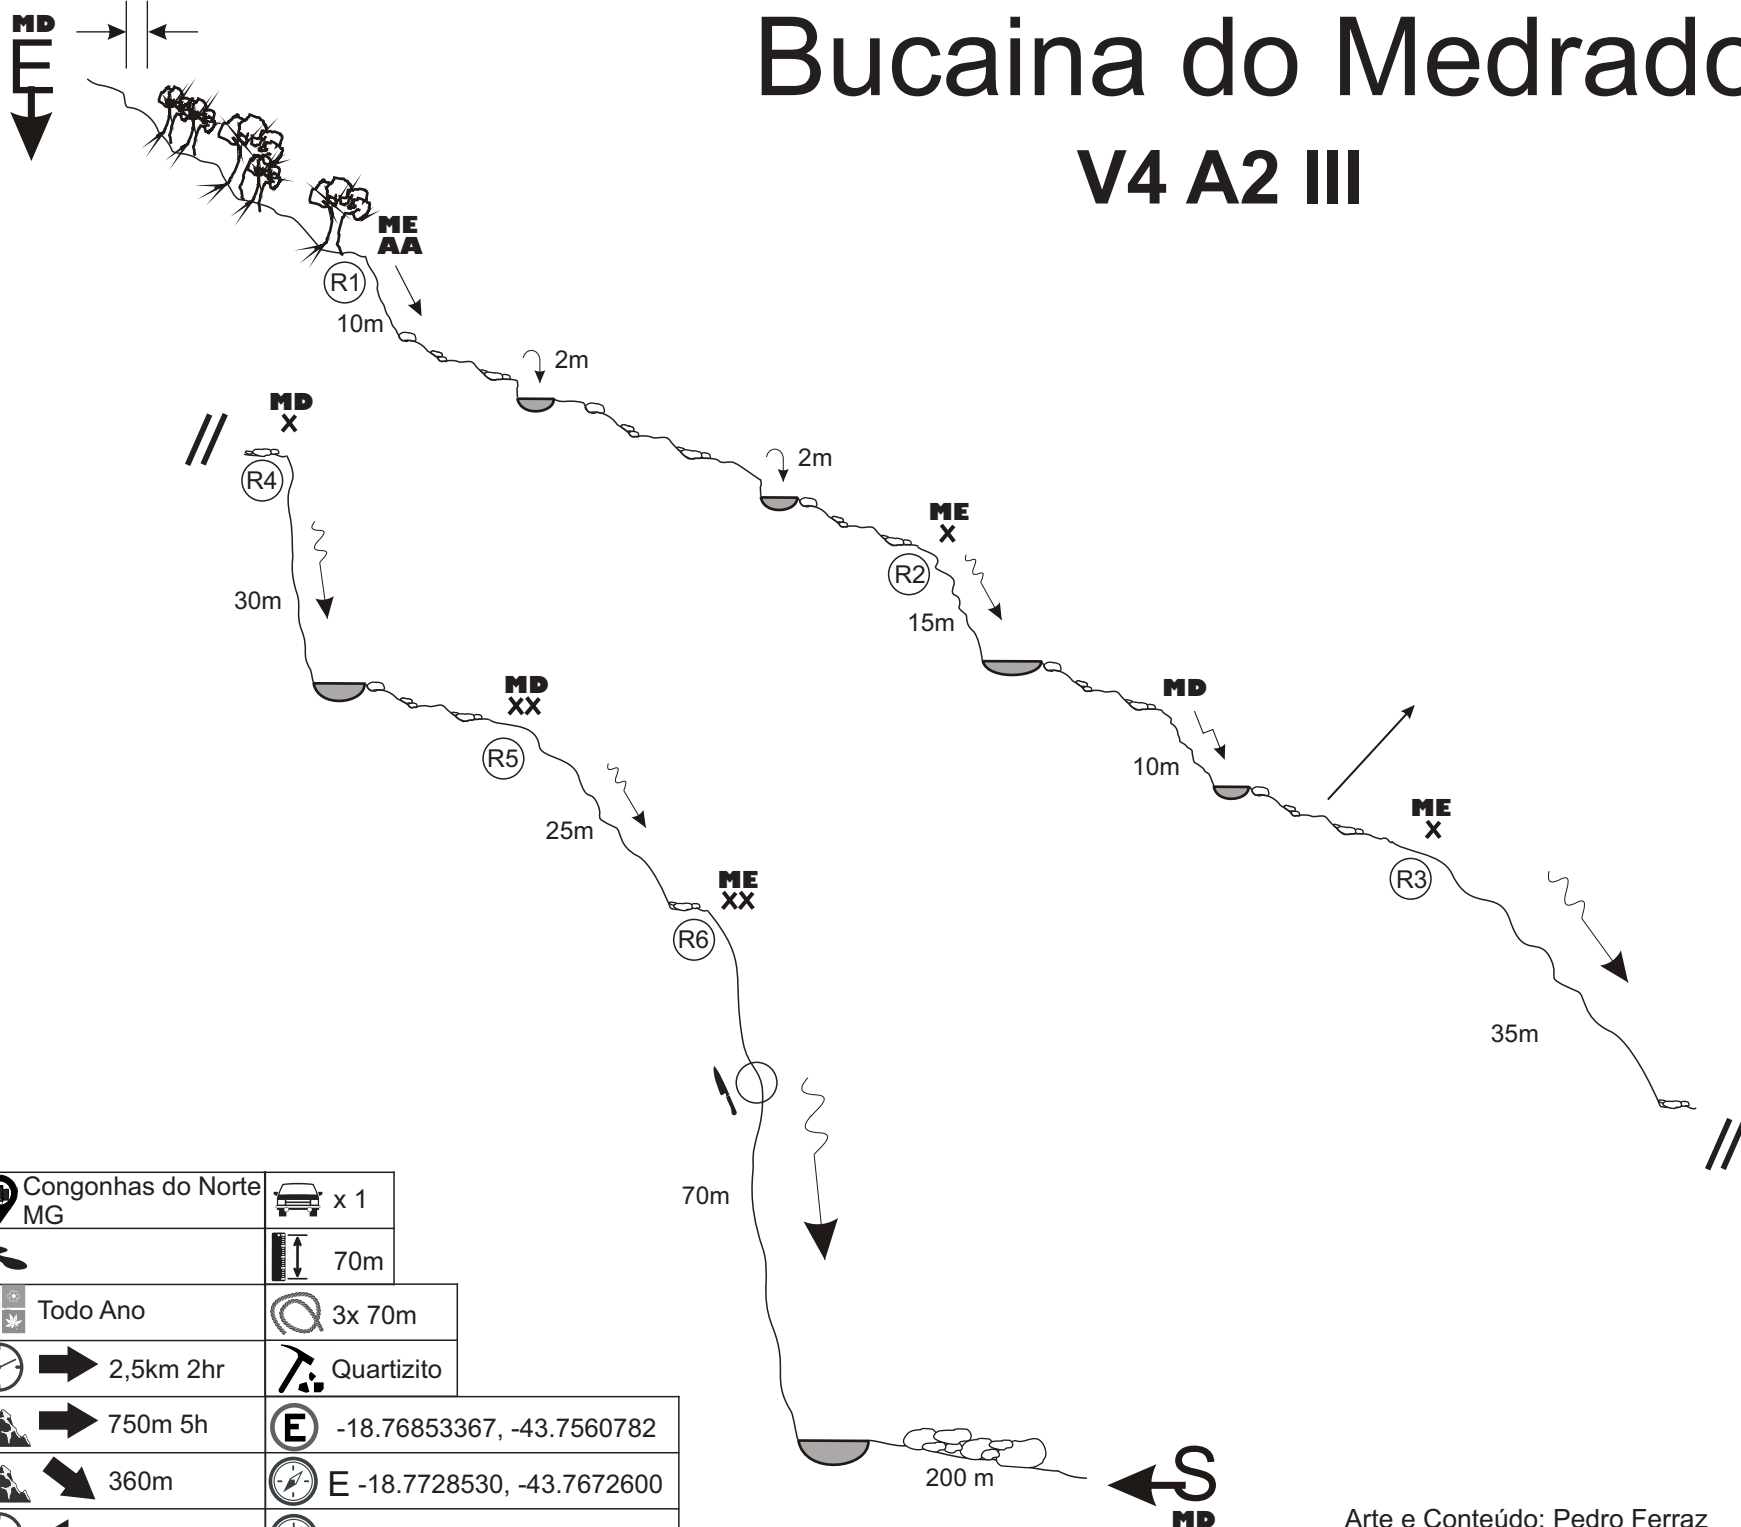 MD
E
Bucaina do Medrado
V4 A2 III
ME
AA
R1
10m
2m
2m
ME
X
R2
15m
MD
10m
ME
X
R3
35m
MD
X
R4
30m
MD
XX
R5
25m
ME
XX
R6
70m
200 m
S
MD
Congonhas do Norte
MG
x 1
70m
Todo Ano
3x 70m
2,5km 2hr
Quartizito
750m 5h
E -18.76853367, -43.7560782
360m
E -18.7728530, -43.7672600
Arte e Conteúdo: Pedro Ferraz